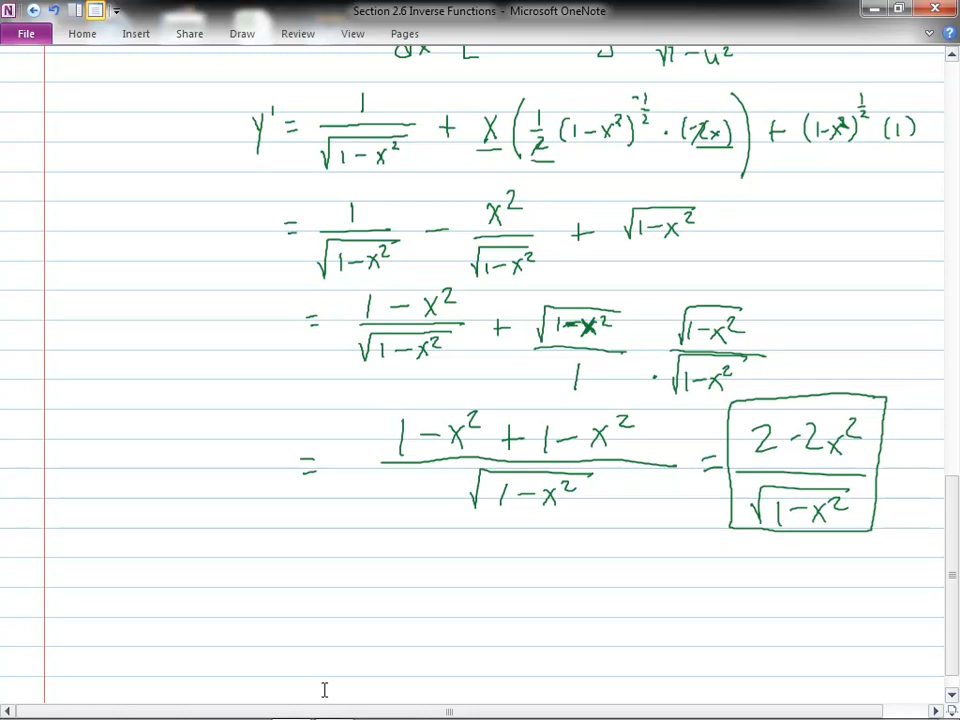 Section 2.6 Inverse Functions - Microsoft OneNote
File Home Insert Share Draw Review View Pages
√1 - u²
y' = 1/√(1-x²) + x(1/2 (1-x²)^(-1/2) · (-2x)) + (1-x²)^(1/2) (1)
= 1/√(1-x²) - x²/√(1-x²) + √(1-x²)
= (1 - x²)/√(1-x²) + √(1-x²)/1 · √(1-x²)/√(1-x²)
= (1 - x² + 1 - x²)/√(1-x²) = (2 - 2x²)/√(1-x²)